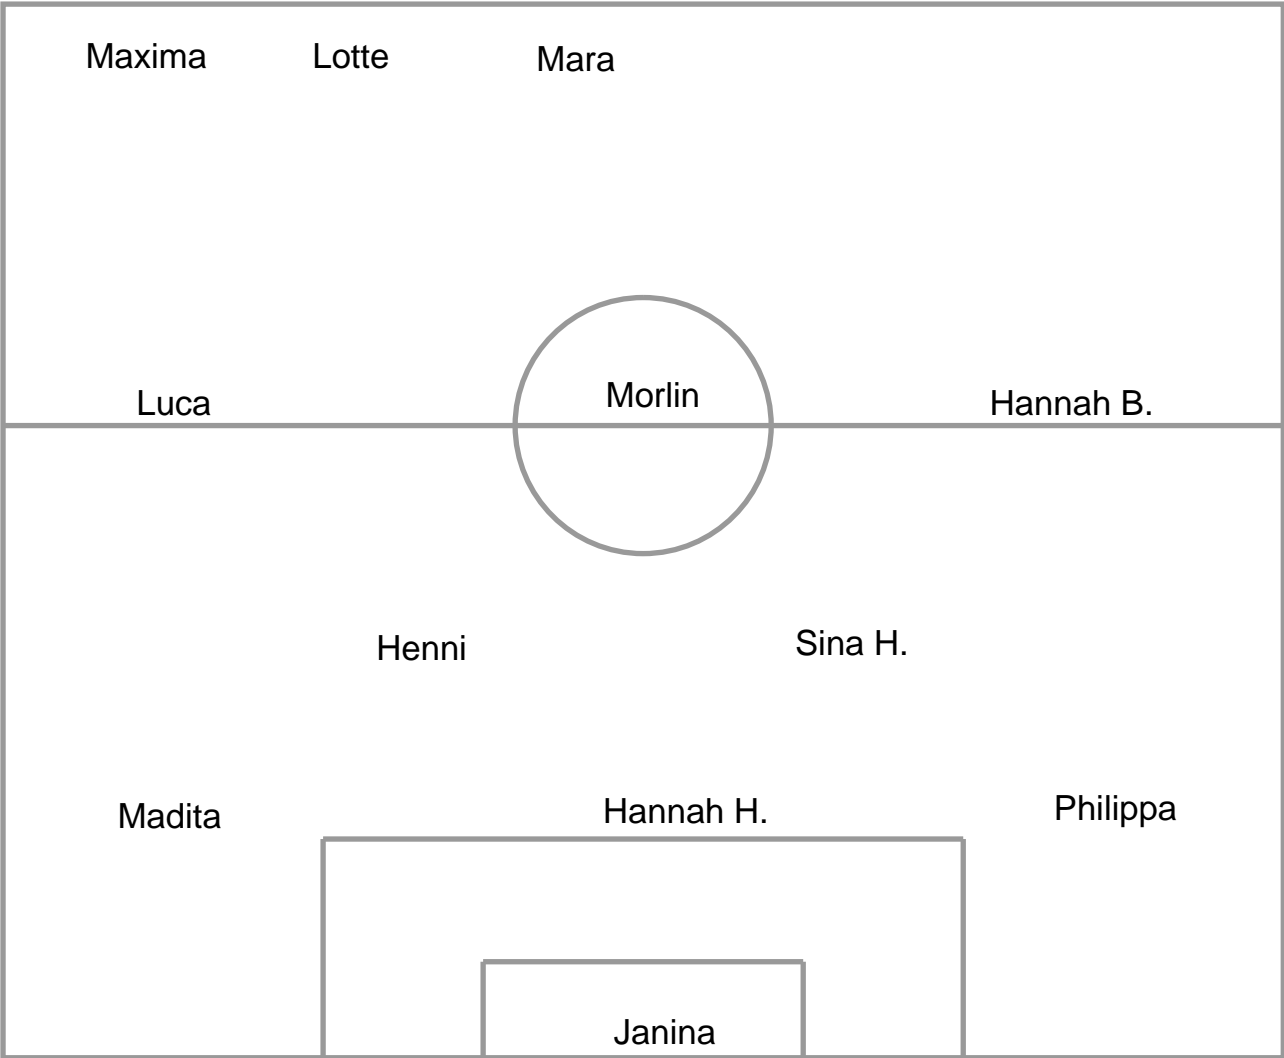 Maxima Lotte Mara
Luca Morlin Hannah B.
Henni Sina H.
Madita Hannah H. Philippa
Janina